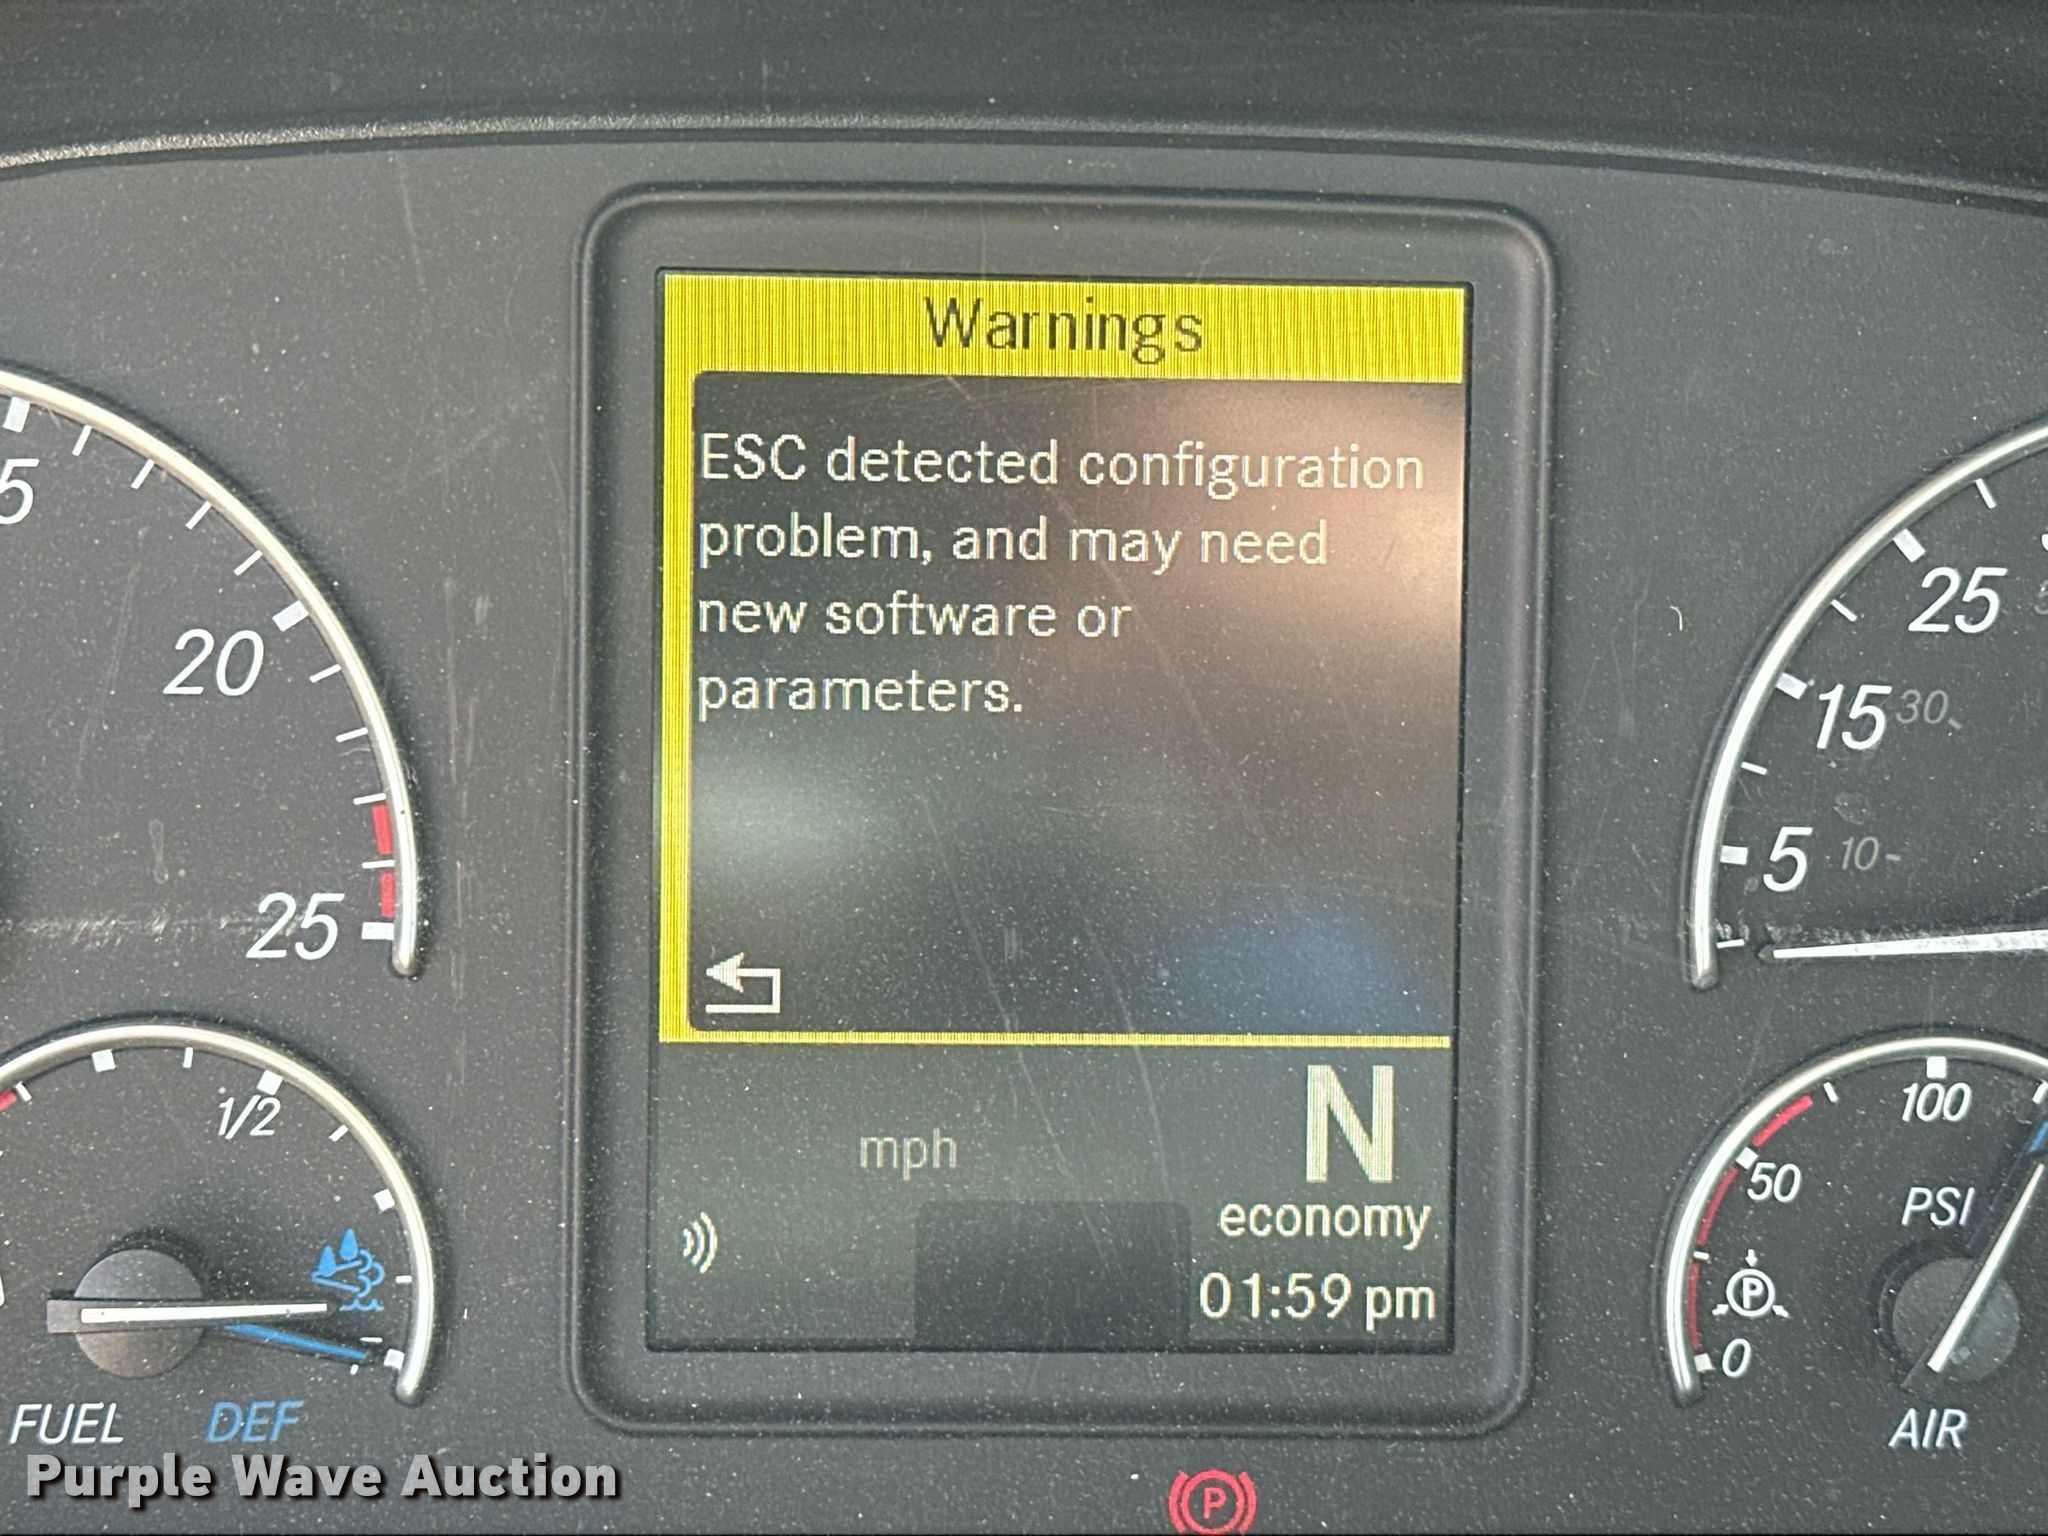 Warnings
ESC detected configuration
problem, and may need
new software or
parameters.
mph
N
economy
01:59 pm
5
20
25
1/2
FUEL
DEF
25
15
30
5
10
100
50
PSI
P
0
AIR
P
Purple Wave Auction